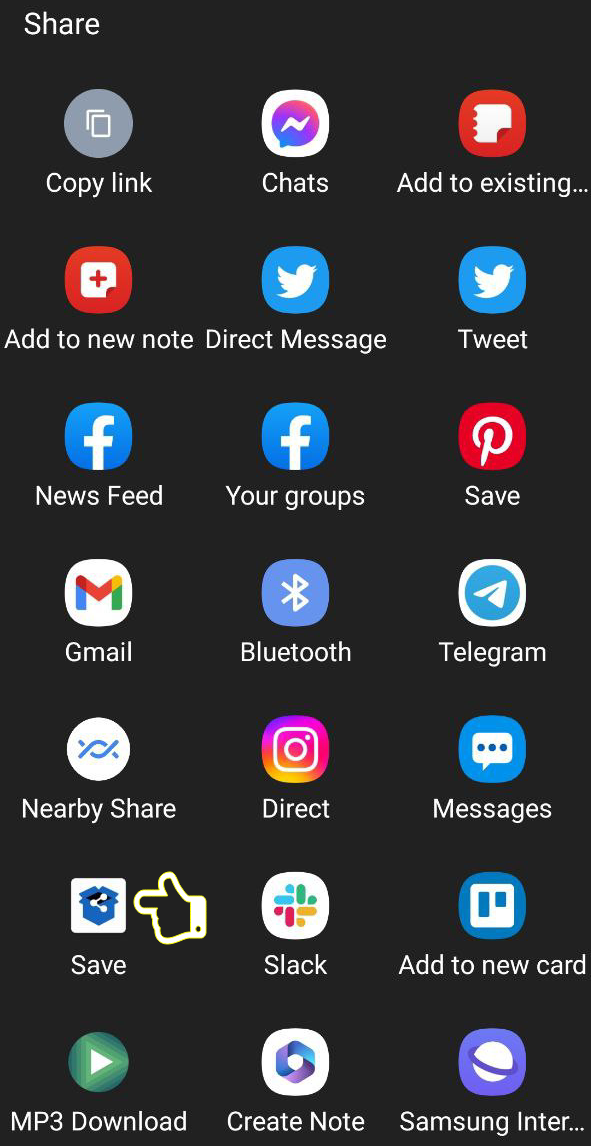 Share
Copy link
Chats
Add to existing...
Add to new note
Direct Message
Tweet
News Feed
Your groups
Save
Gmail
Bluetooth
Telegram
Nearby Share
Direct
Messages
Save
Slack
Add to new card
MP3 Download
Create Note
Samsung Inter...